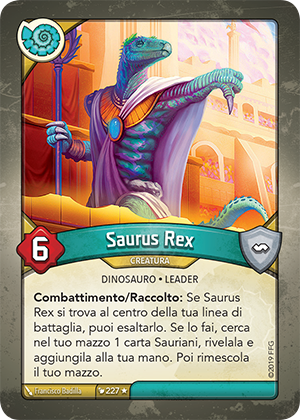 Saurus Rex
CREATURA
6
DINOSAURO • LEADER
Combattimento/Raccolto: Se Saurus
Rex si trova al centro della tua linea di
battaglia, puoi esaltarlo. Se lo fai, cerca
nel tuo mazzo 1 carta Sauriani, rivelala e
aggiungila alla tua mano. Poi rimescola
il tuo mazzo.
©2019 FFG
Francisco Badilla
227 ★